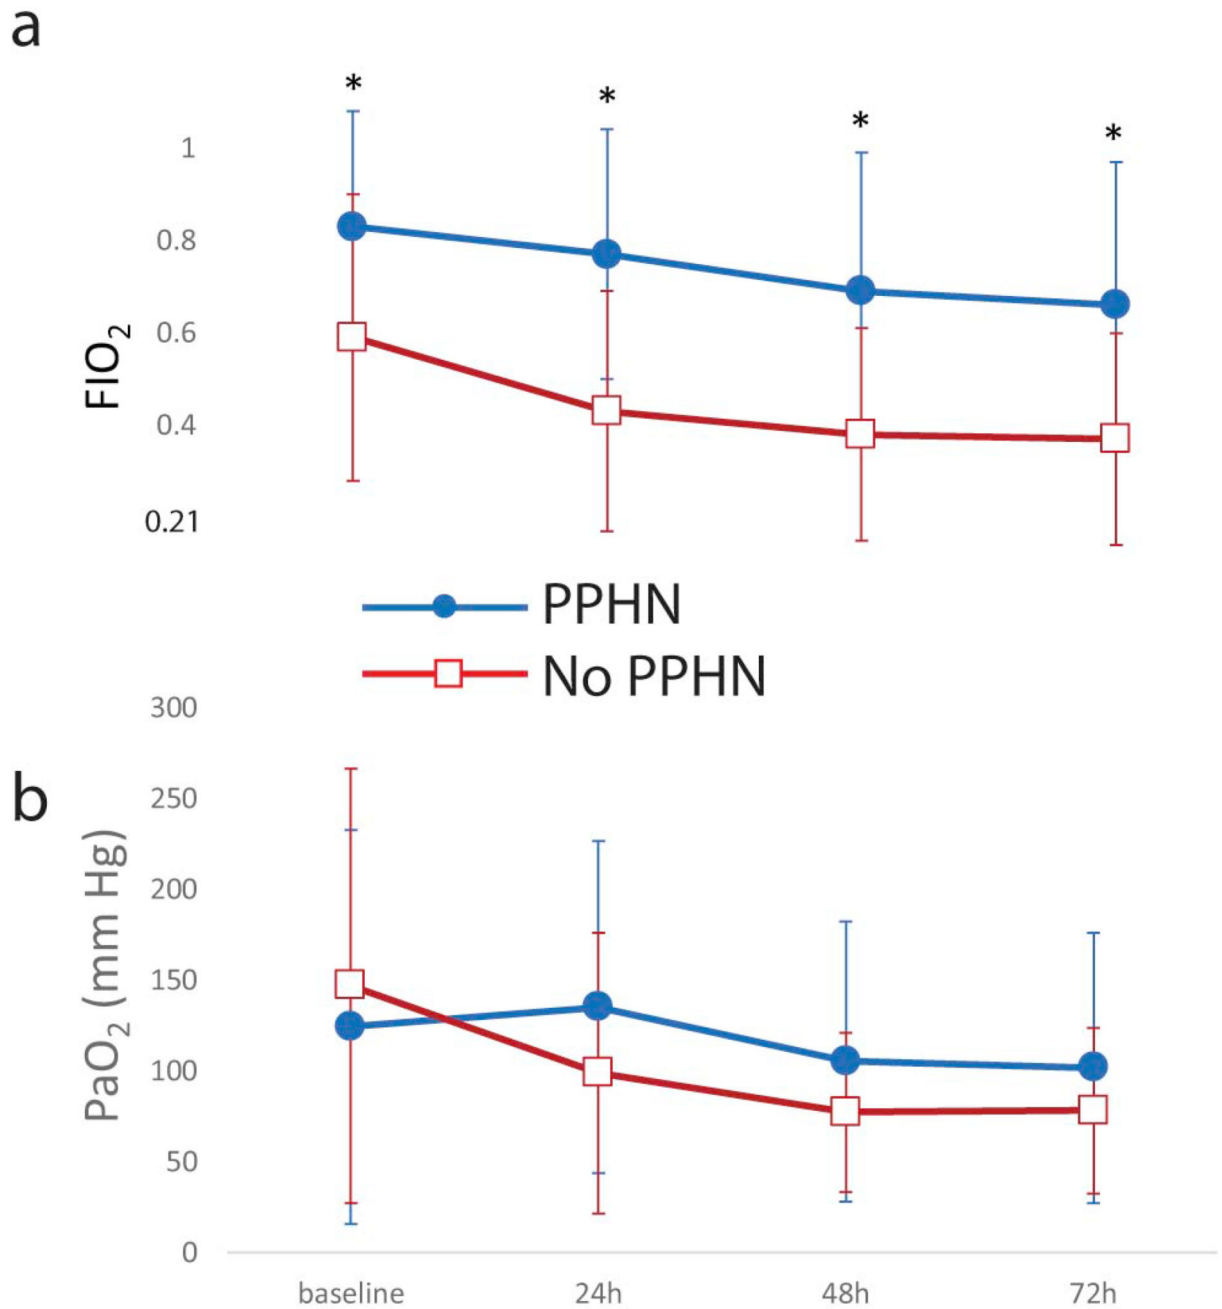 a
* * * *
1
0.8
0.6
0.4
0.21
FIO₂
PPHN
No PPHN
b
300
250
200
150
100
50
0
PaO₂ (mm Hg)
baseline 24h 48h 72h